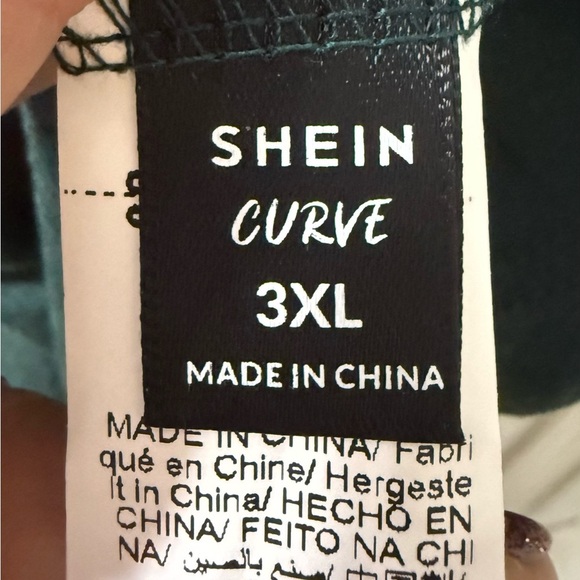 SHEIN
CURVE
3XL
MADE IN CHINA
MADE IN CHINA/ Fabri
qué en Chine/ Hergeste
lt in China/ HECHO EN
CHINA/ FEITO NA CHI
NA/ صنع بالصين/